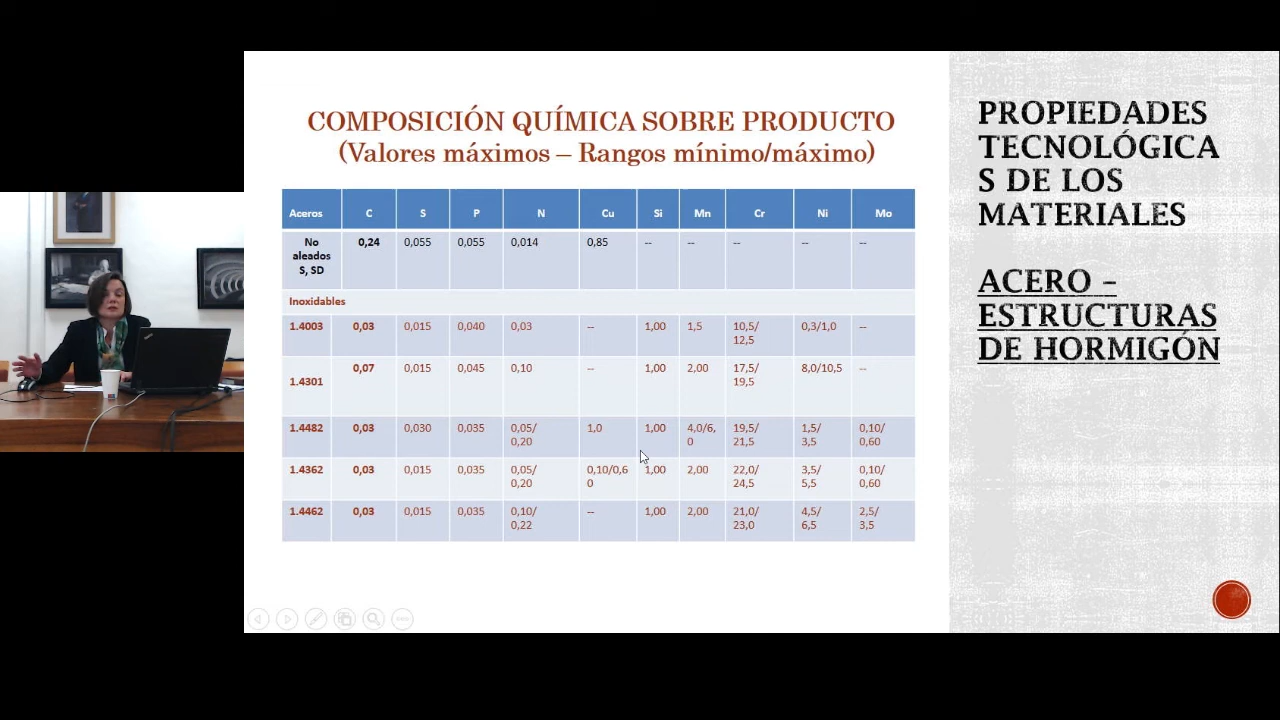 COMPOSICIÓN QUÍMICA SOBRE PRODUCTO
(Valores máximos – Rangos mínimo/máximo)
Aceros C S P N Cu Si Mn Cr Ni Mo
No aleados S, SD 0,24 0,055 0,055 0,014 0,85 -- -- -- -- --
Inoxidables
1.4003 0,03 0,015 0,040 0,03 -- 1,00 1,5 10,5/ 12,5 0,3/1,0 --
1.4301 0,07 0,015 0,045 0,10 -- 1,00 2,00 17,5/ 19,5 8,0/10,5 --
1.4482 0,03 0,030 0,035 0,05/ 0,20 1,0 1,00 4,0/6, 0 19,5/ 21,5 1,5/ 3,5 0,10/ 0,60
1.4362 0,03 0,015 0,035 0,05/ 0,20 0,10/0,6 0 1,00 2,00 22,0/ 24,5 3,5/ 5,5 0,10/ 0,60
1.4462 0,03 0,015 0,035 0,10/ 0,22 -- 1,00 2,00 21,0/ 23,0 4,5/ 6,5 2,5/ 3,5
PROPIEDADES
TECNOLÓGICA
S DE LOS
MATERIALES
ACERO –
ESTRUCTURAS
DE HORMIGÓN